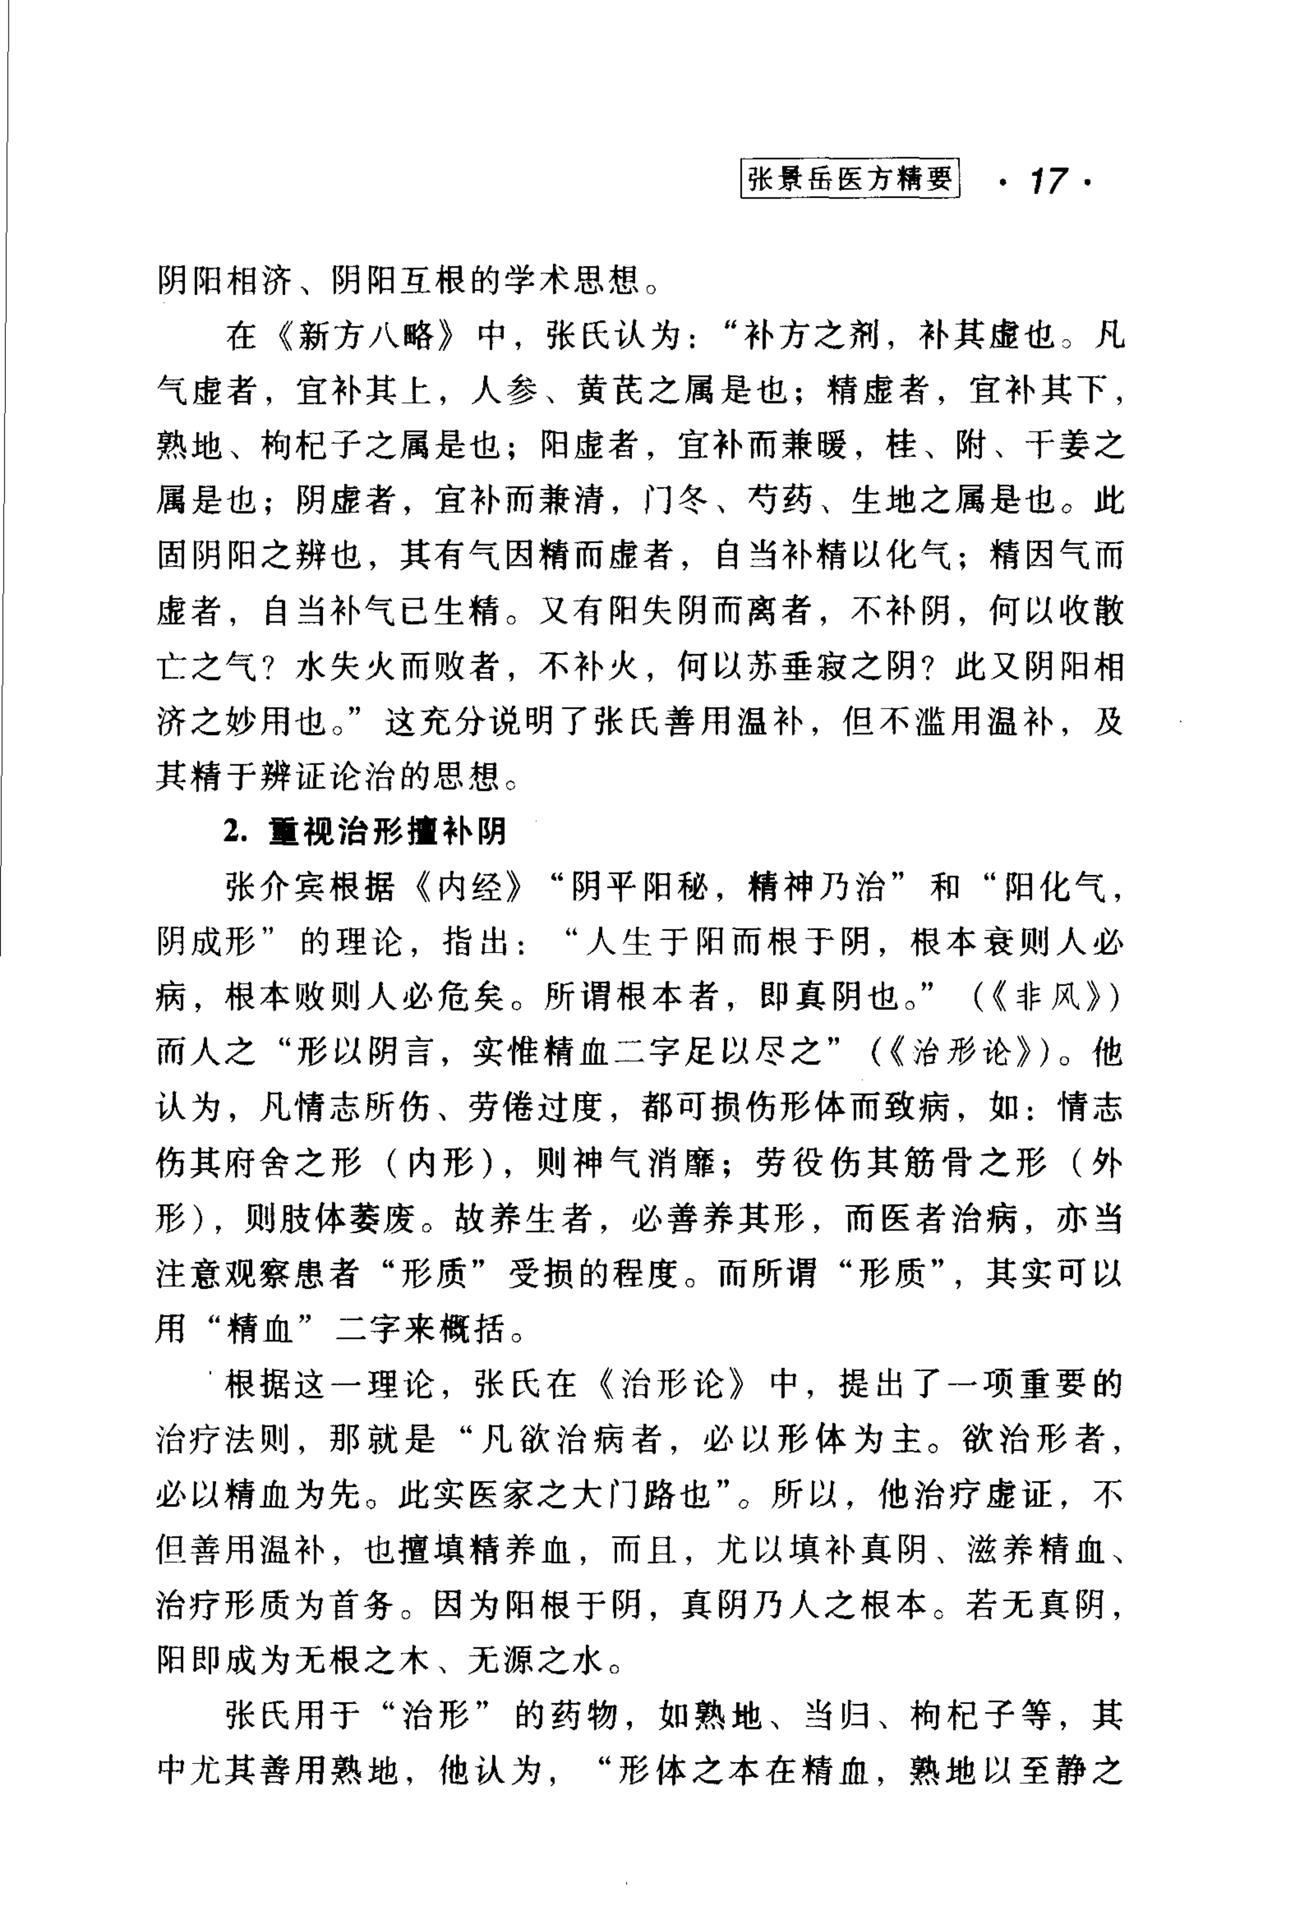 张景岳医方精要 · 17 ·
阴阳相济、阴阳互根的学术思想。
在《新方八略》中，张氏认为：“补方之剂，补其虚也。凡
气虚者，宜补其上，人参、黄芪之属是也；精虚者，宜补其下，
熟地、枸杞子之属是也；阳虚者，宜补而兼暖，桂、附、干姜之
属是也；阴虚者，宜补而兼清，门冬、芍药、生地之属是也。此
固阴阳之辨也，其有气因精而虚者，自当补精以化气；精因气而
虚者，自当补气已生精。又有阳失阴而离者，不补阴，何以收散
亡之气？水失火而败者，不补火，何以苏垂寂之阴？此又阴阳相
济之妙用也。”这充分说明了张氏善用温补，但不滥用温补，及
其精于辨证论治的思想。
2. 重视治形擅补阴
张介宾根据《内经》“阴平阳秘，精神乃治”和“阳化气，
阴成形”的理论，指出：“人生于阳而根于阴，根本衰则人必
病，根本败则人必危矣。所谓根本者，即真阴也。”（《非风》）
而人之“形以阴言，实惟精血二字足以尽之”（《治形论》）。他
认为，凡情志所伤、劳倦过度，都可损伤形体而致病，如：情志
伤其府舍之形（内形），则神气消靡；劳役伤其筋骨之形（外
形），则肢体萎废。故养生者，必善养其形，而医者治病，亦当
注意观察患者“形质”受损的程度。而所谓“形质”，其实可以
用“精血”二字来概括。
根据这一理论，张氏在《治形论》中，提出了一项重要的
治疗法则，那就是“凡欲治病者，必以形体为主。欲治形者，
必以精血为先。此实医家之大门路也”。所以，他治疗虚证，不
但善用温补，也擅填精养血，而且，尤以填补真阴、滋养精血、
治疗形质为首务。因为阳根于阴，真阴乃人之根本。若无真阴，
阳即成为无根之木、无源之水。
张氏用于“治形”的药物，如熟地、当归、枸杞子等，其
中尤其善用熟地，他认为，“形体之本在精血，熟地以至静之